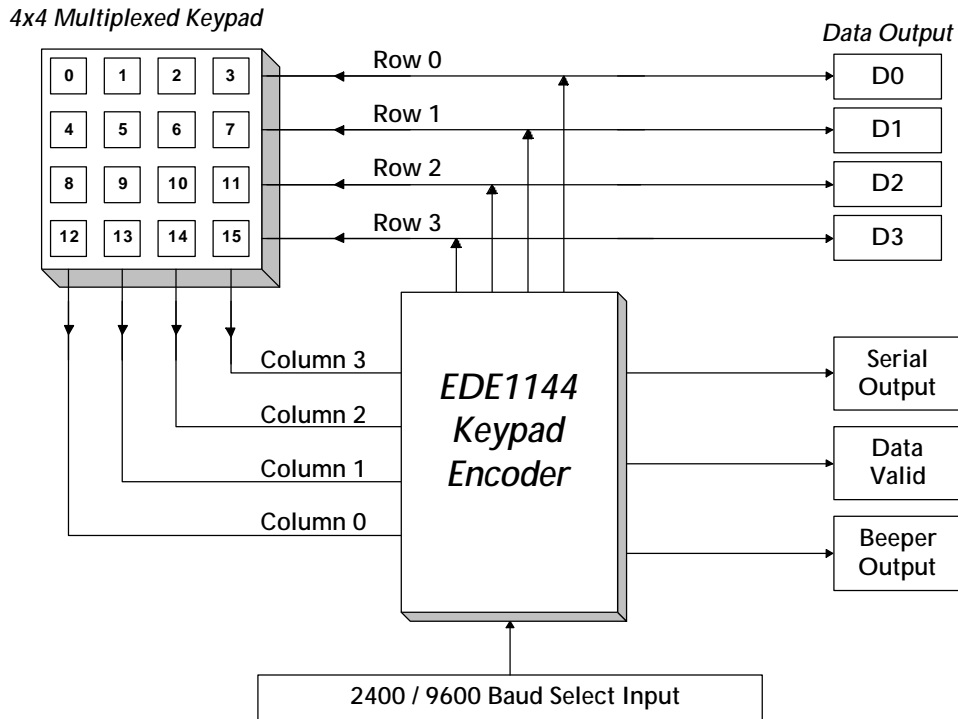 4x4 Multiplexed Keypad
Data Output
0 1 2 3
Row 0
D0
4 5 6 7
Row 1
D1
8 9 10 11
Row 2
D2
12 13 14 15
Row 3
D3
Column 3
Column 2
Column 1
Column 0
EDE1144
Keypad
Encoder
Serial
Output
Data
Valid
Beeper
Output
2400 / 9600 Baud Select Input